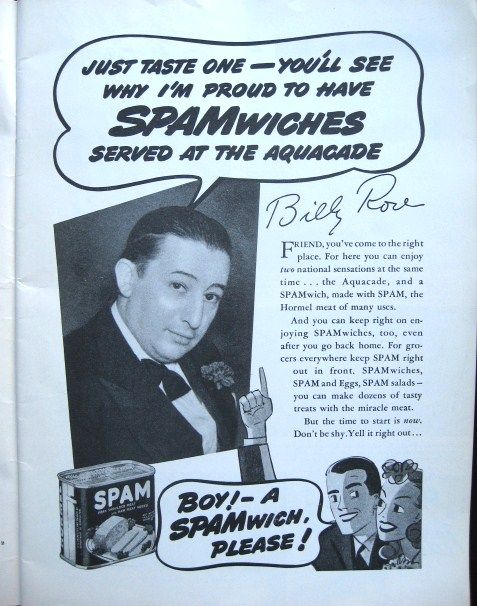 JUST TASTE ONE — YOU'LL SEE
WHY I'M PROUD TO HAVE
SPAMWICHES
SERVED AT THE AQUACADE
Billy Rose
FRIEND, you've come to the right
place. For here you can enjoy
two national sensations at the same
time . . . the Aquacade, and a
SPAMwich, made with SPAM, the
Hormel meat of many uses.
And you can keep right on en-
joying SPAMwiches, too, even
after you go back home. For gro-
cers everywhere keep SPAM right
out in front. SPAMwiches,
SPAM and Eggs, SPAM salads—
you can make dozens of tasty
treats with the miracle meat.
But the time to start is now.
Don't be shy. Yell it right out...
SPAM
BOY! – A
SPAMWICH,
PLEASE!